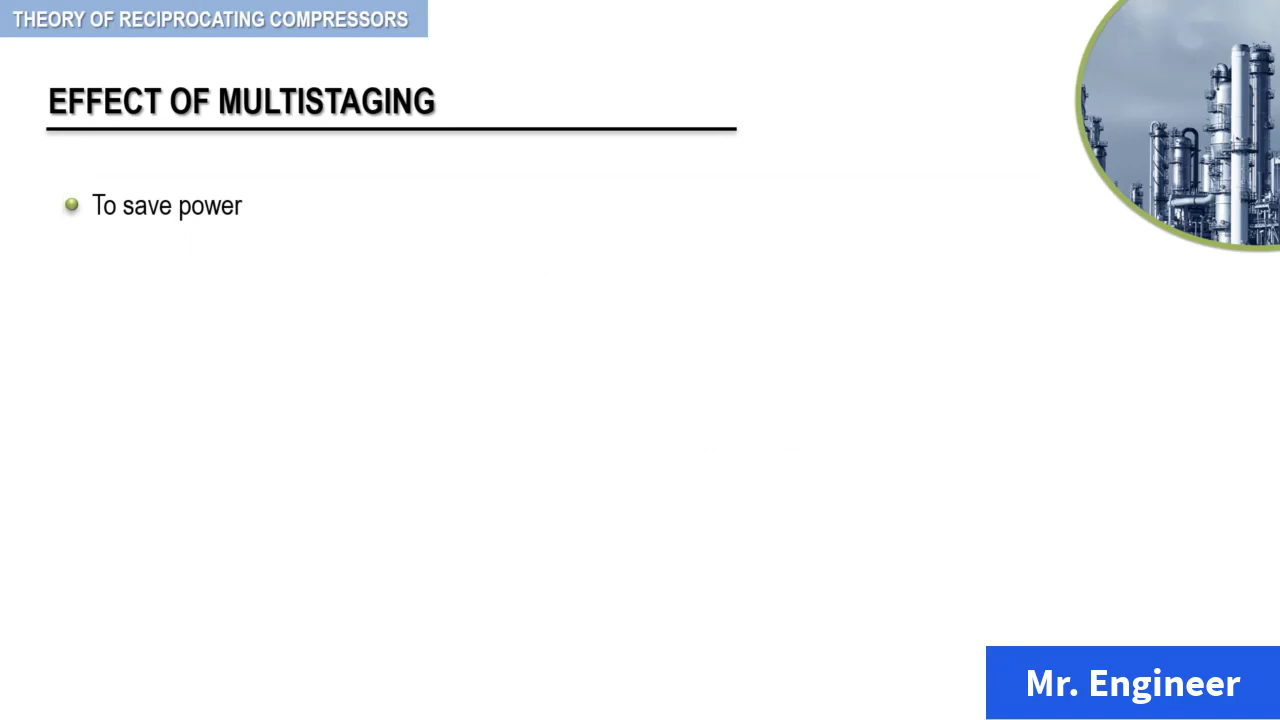 THEORY OF RECIPROCATING COMPRESSORS
EFFECT OF MULTISTAGING
To save power
Mr. Engineer